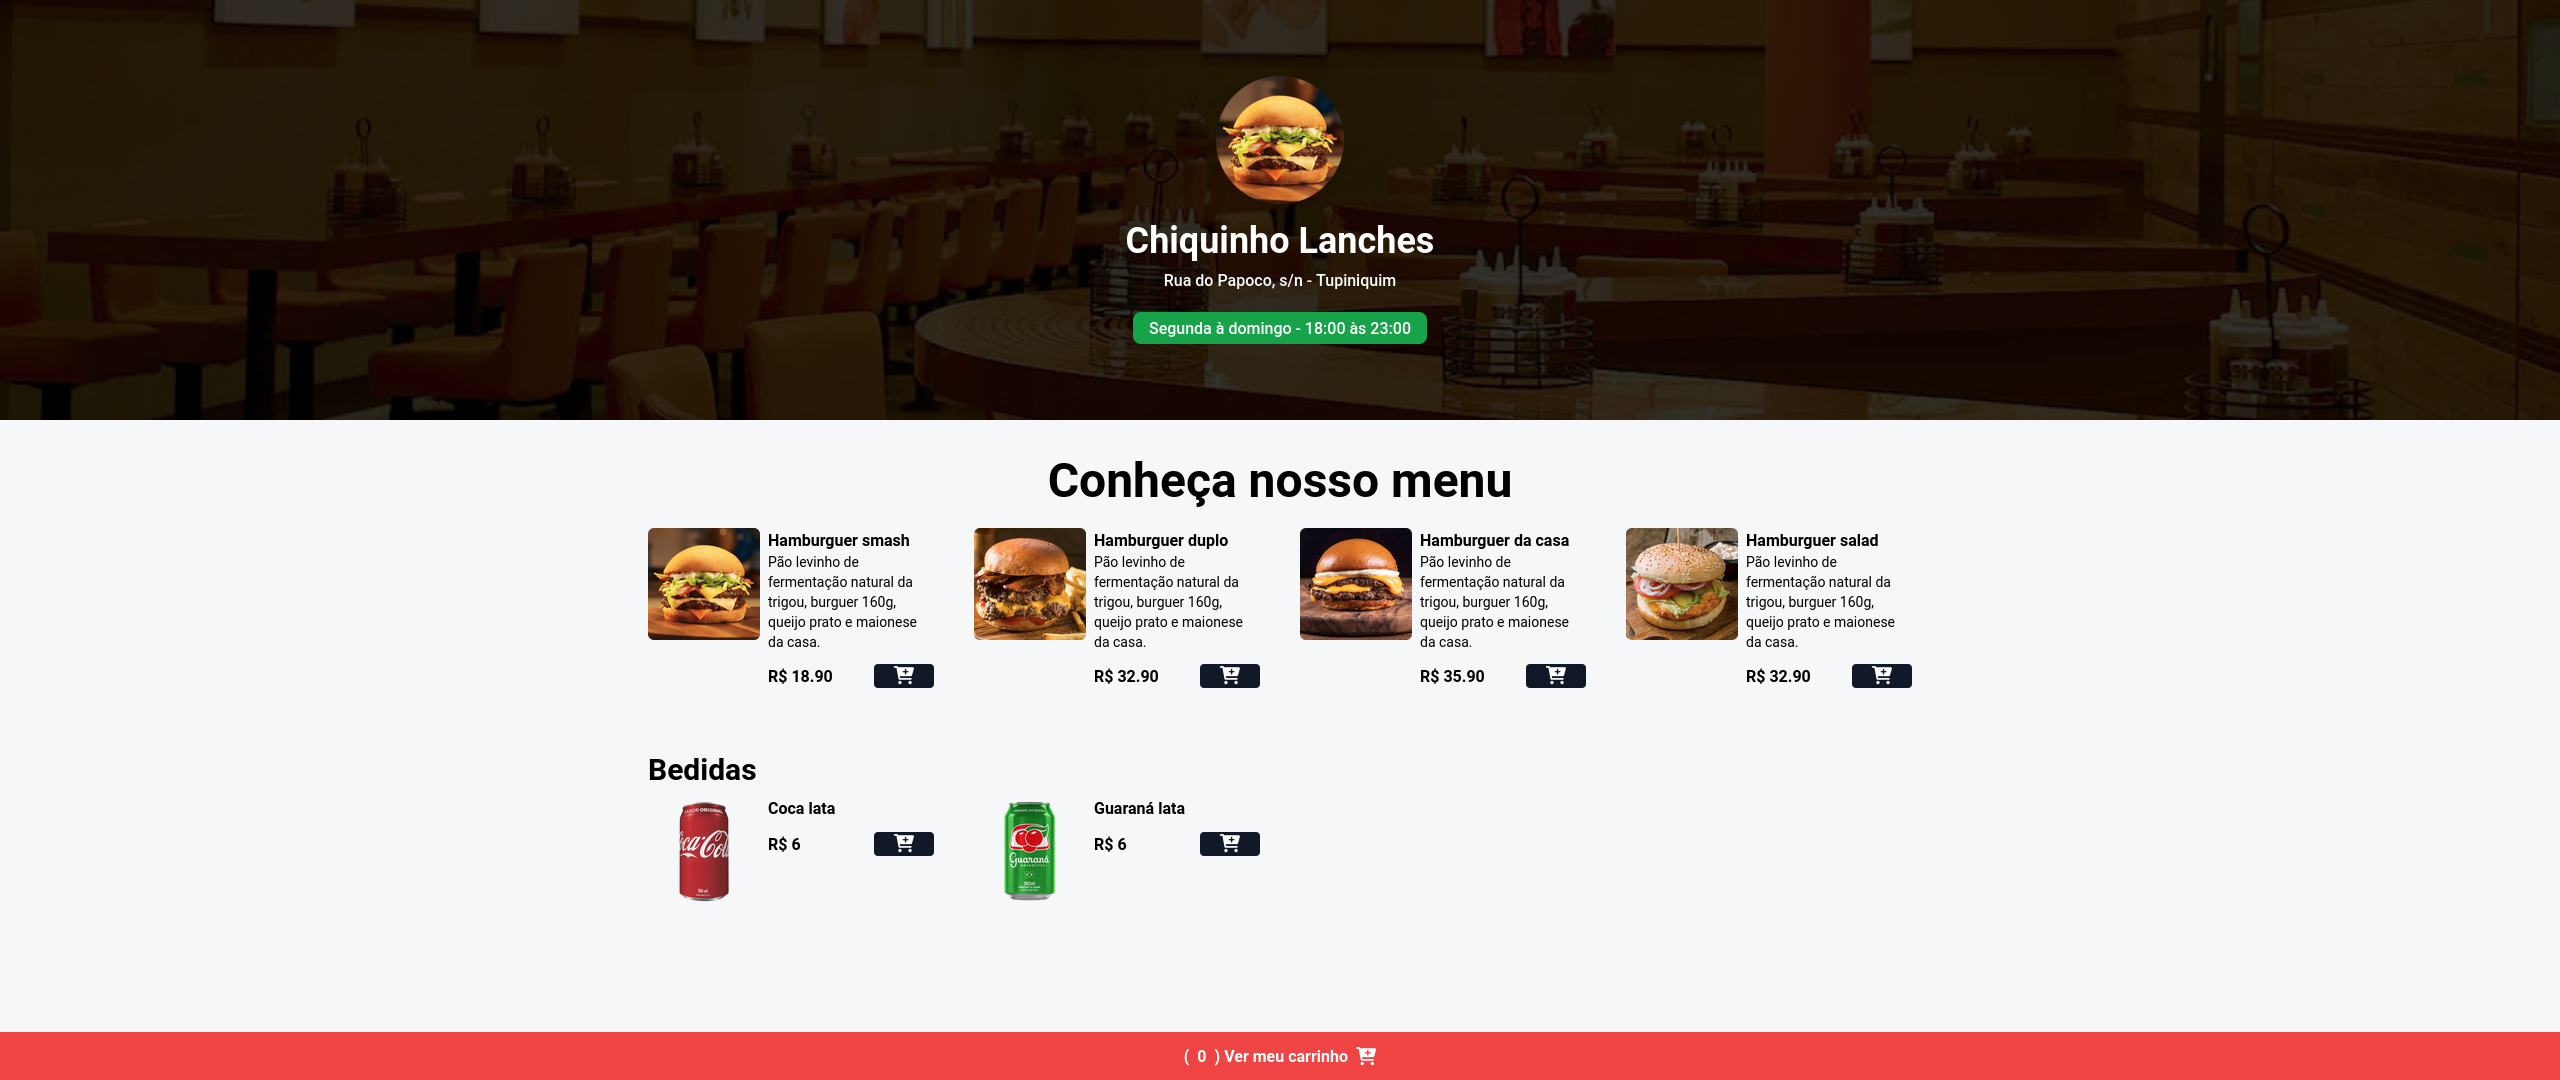 Chiquinho Lanches
Rua do Papoco, s/n - Tupiniquim
Segunda à domingo - 18:00 às 23:00
Conheça nosso menu
Hamburguer smash
Pão levinho de
fermentação natural da
trigou, burguer 160g,
queijo prato e maionese
da casa.
R$ 18.90
Hamburguer duplo
Pão levinho de
fermentação natural da
trigou, burguer 160g,
queijo prato e maionese
da casa.
R$ 32.90
Hamburguer da casa
Pão levinho de
fermentação natural da
trigou, burguer 160g,
queijo prato e maionese
da casa.
R$ 35.90
Hamburguer salad
Pão levinho de
fermentação natural da
trigou, burguer 160g,
queijo prato e maionese
da casa.
R$ 32.90
Bedidas
Coca lata
R$ 6
Guaraná
Guaraná lata
R$ 6
( 0 ) Ver meu carrinho